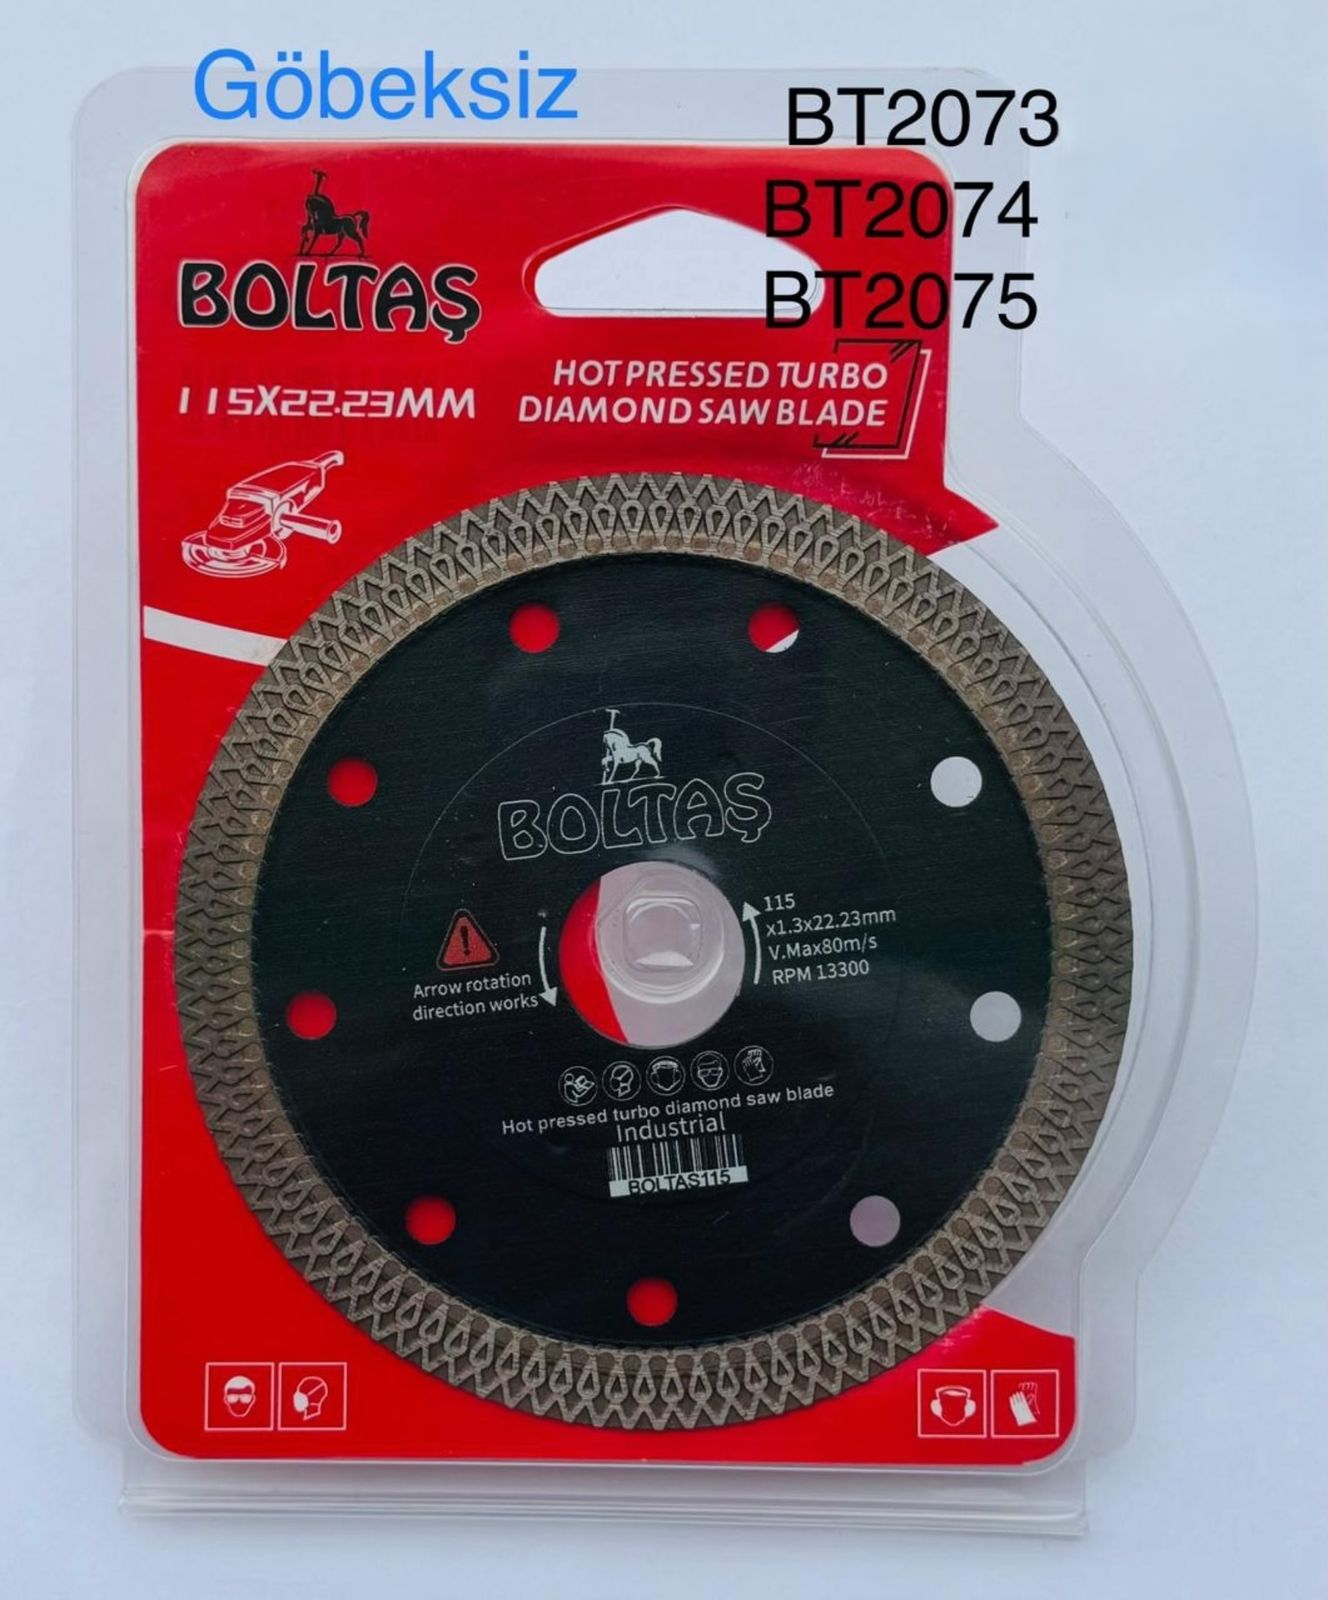 Göbeksiz
BT2073
BT2074
BT2075
BOLTAŞ
115X22.23MM
HOT PRESSED TURBO
DIAMOND SAW BLADE
BOLTAŞ
115
x1.3x22.23mm
V.Max80m/s
RPM 13300
Arrow rotation
direction works
Hot pressed turbo diamond saw blade
Industrial
BOLTAS115